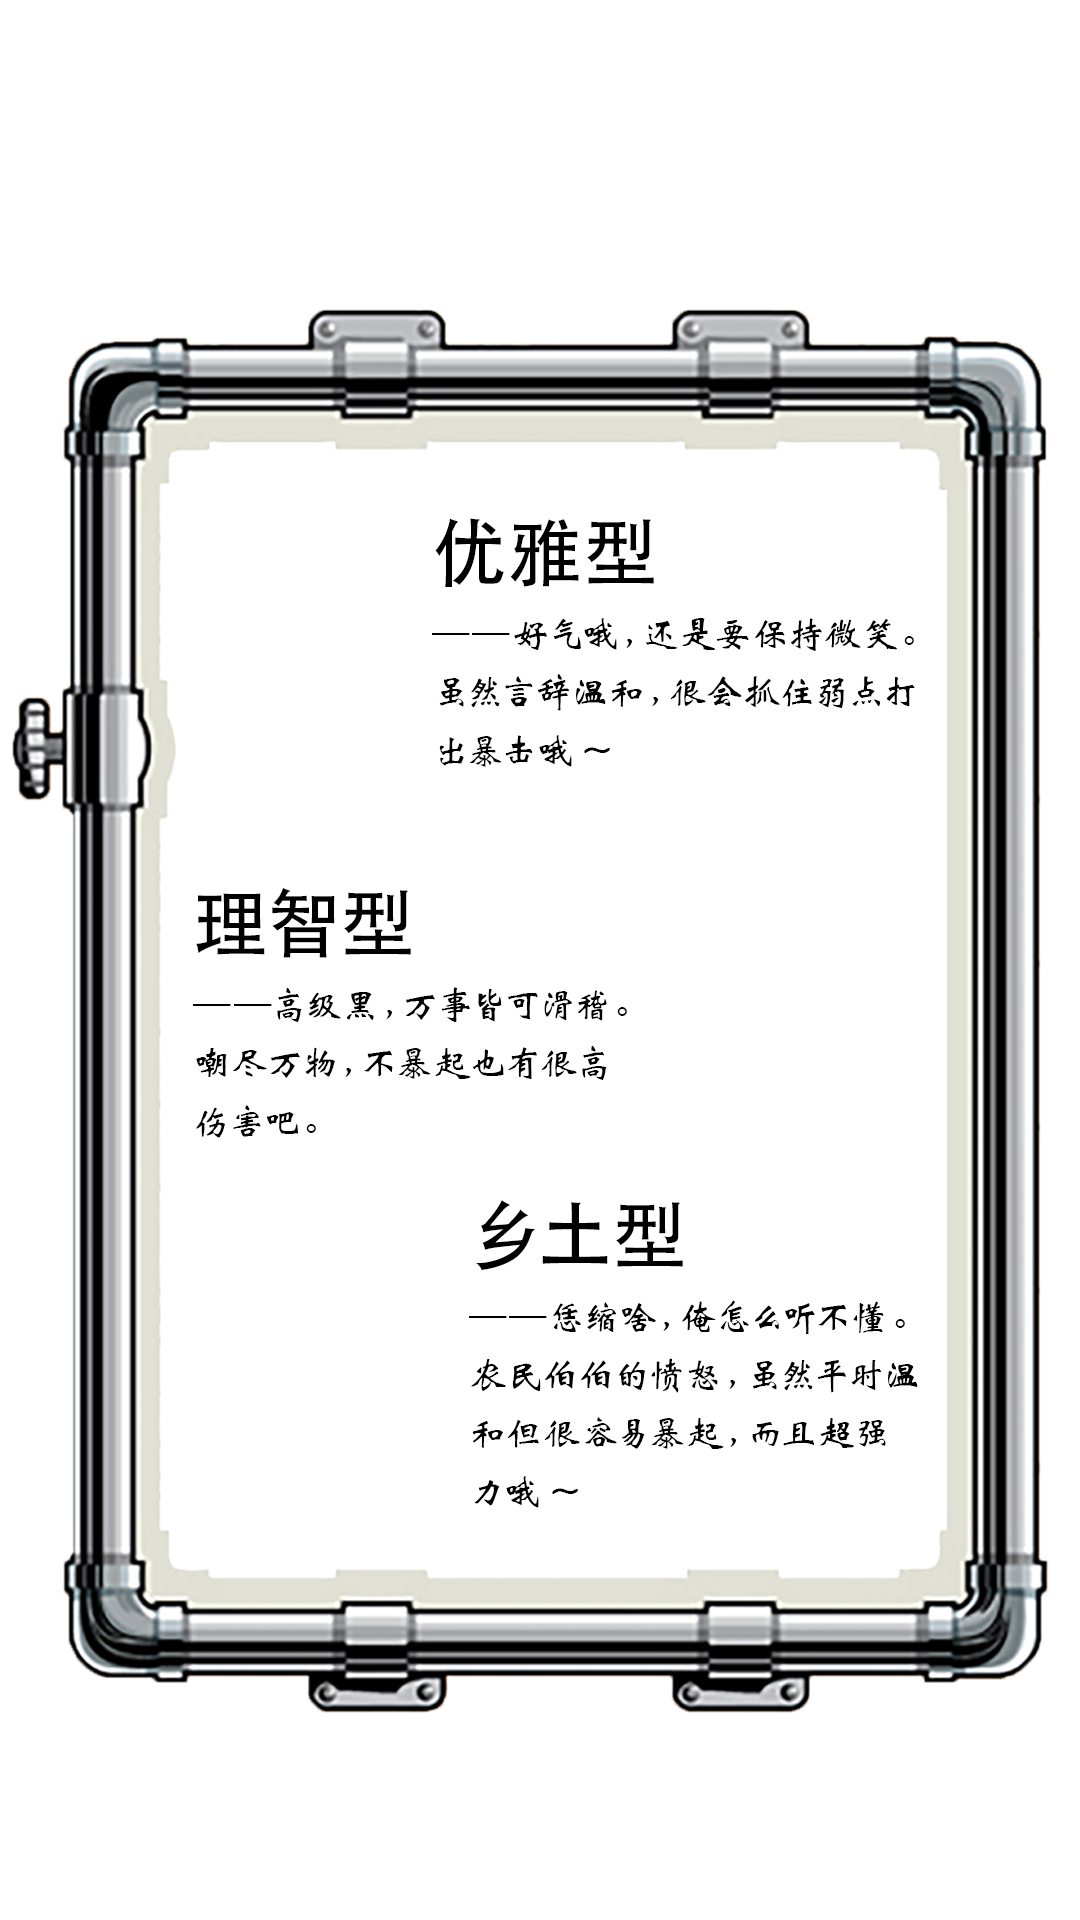 优雅型
——好气哦，还是要保持微笑。
虽然言辞温和，很会抓住弱点打
出暴击哦～
理智型
——高级黑，万事皆可滑稽。
嘲尽万物，不暴起也有很高
伤害吧。
乡土型
——恁缩啥，俺怎么听不懂。
农民伯伯的愤怒，虽然平时温
和但很容易暴起，而且超强
力哦～